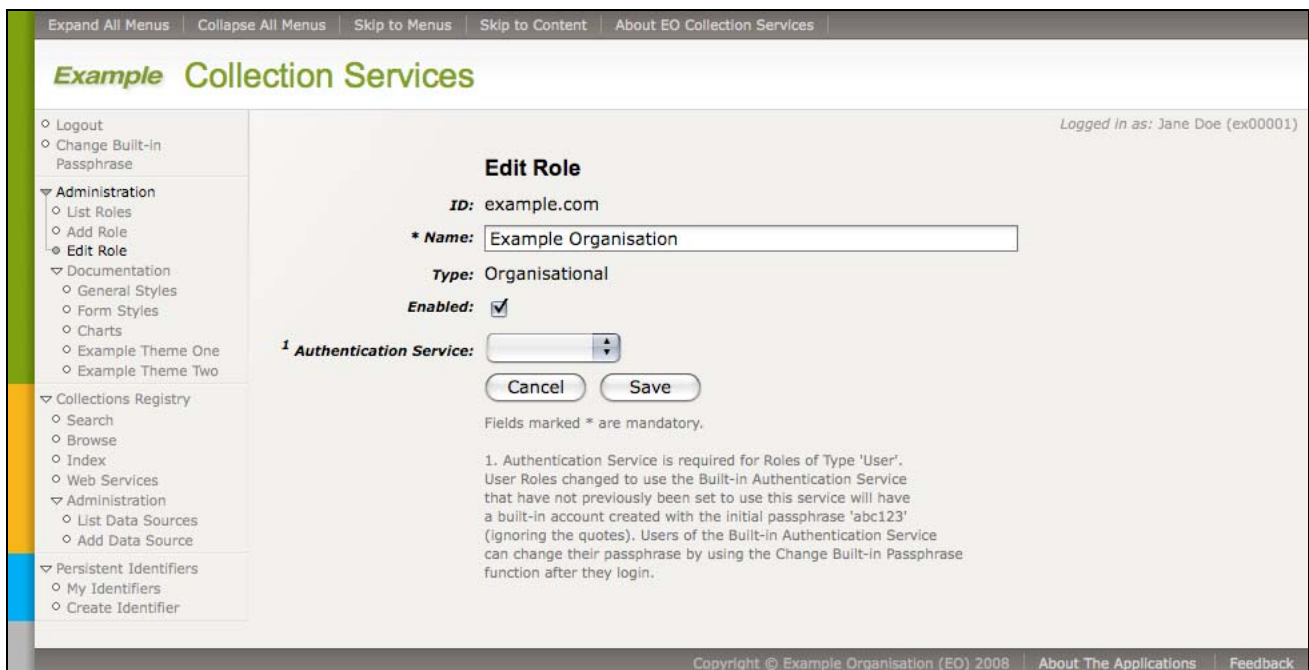 Expand All Menus Collapse All Menus Skip to Menus Skip to Content About EO Collection Services
Example Collection Services
Logged in as: Jane Doe (ex00001)
Logout
Change Built-in
Passphrase
Administration
List Roles
Add Role
Edit Role
Documentation
General Styles
Form Styles
Charts
Example Theme One
Example Theme Two
Collections Registry
Search
Browse
Index
Web Services
Administration
List Data Sources
Add Data Source
Persistent Identifiers
My Identifiers
Create Identifier
Edit Role
ID: example.com
* Name: Example Organisation
Type: Organisational
Enabled:
1 Authentication Service:
Cancel Save
Fields marked * are mandatory.
1. Authentication Service is required for Roles of Type 'User'.
User Roles changed to use the Built-in Authentication Service
that have not previously been set to use this service will have
a built-in account created with the initial passphrase 'abc123'
(ignoring the quotes). Users of the Built-in Authentication Service
can change their passphrase by using the Change Built-in Passphrase
function after they login.
Copyright © Example Organisation (EO) 2008 About The Applications Feedback